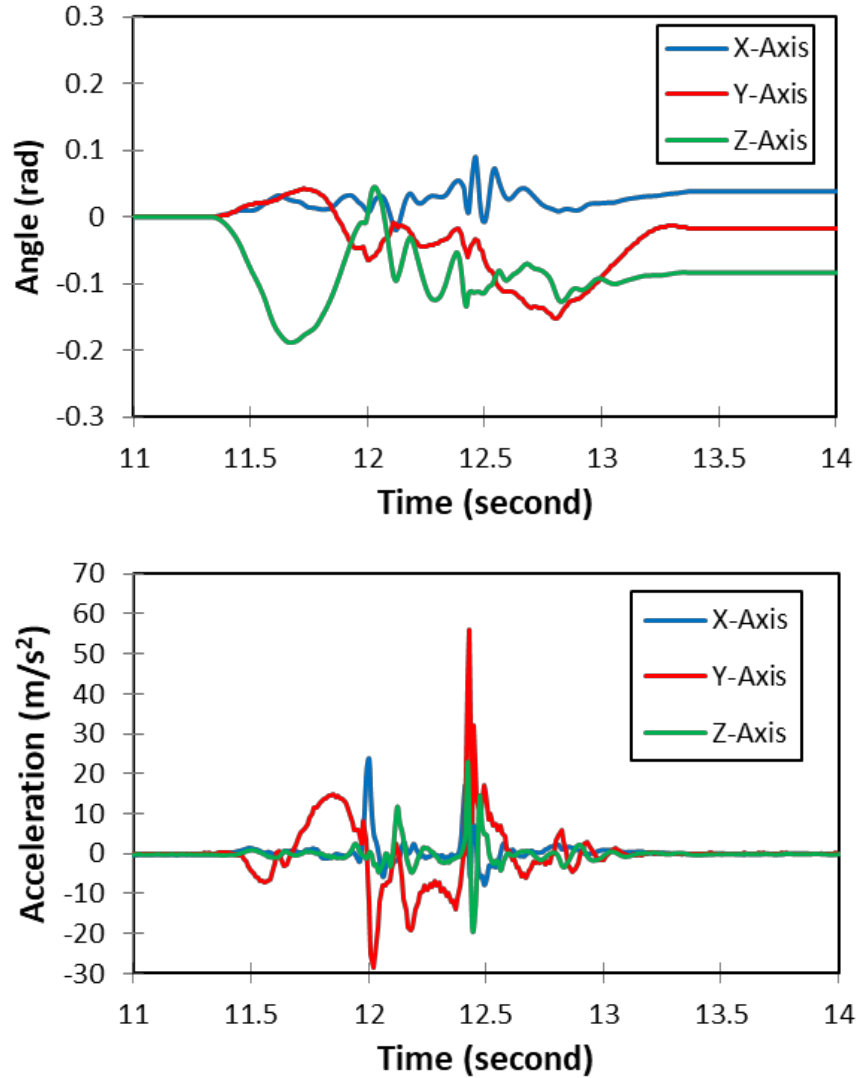 0.3
0.2
0.1
0
-0.1
-0.2
-0.3
Angle (rad)
X-Axis
Y-Axis
Z-Axis
11 11.5 12 12.5 13 13.5 14
Time (second)
70
60
50
40
30
20
10
0
-10
-20
-30
Acceleration (m/s²)
X-Axis
Y-Axis
Z-Axis
11 11.5 12 12.5 13 13.5 14
Time (second)